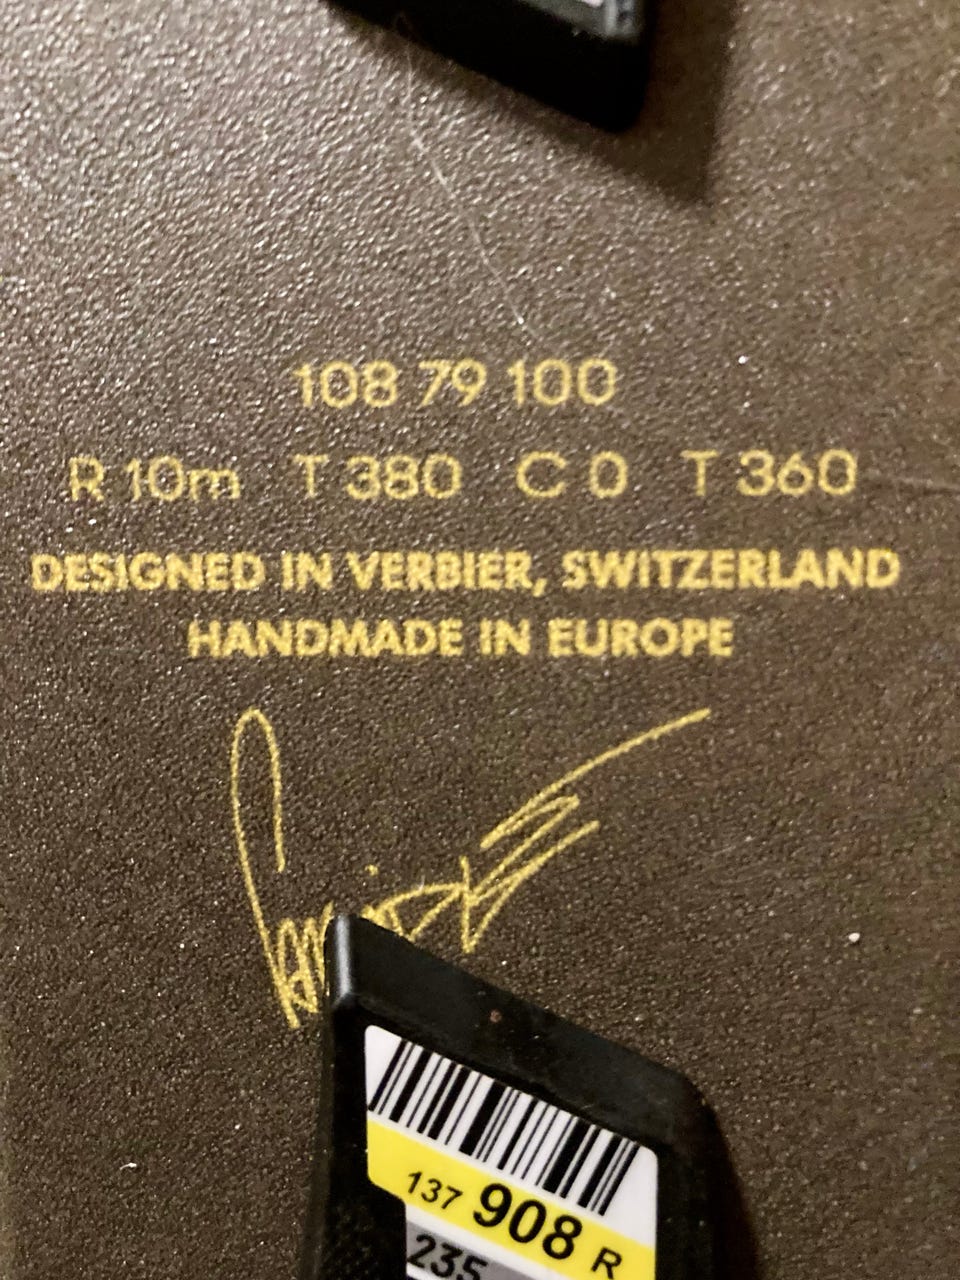 108 79 100
R 10m T 380 C 0 T 360
DESIGNED IN VERBIER, SWITZERLAND
HANDMADE IN EUROPE
137 908 R
235